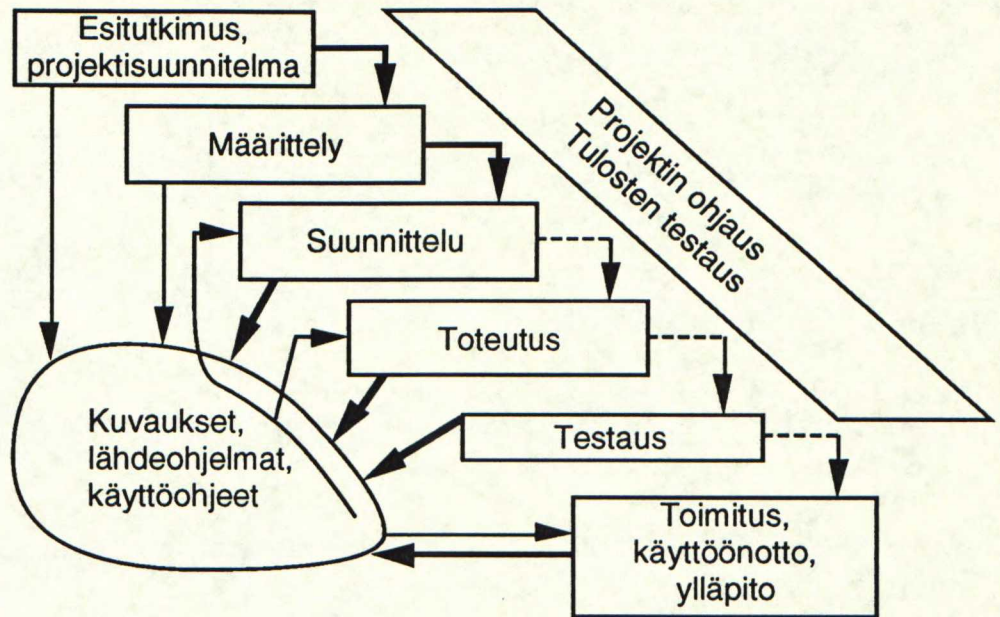 Esitutkimus,
projektisuunnitelma
Määrittely
Suunnittelu
Toteutus
Testaus
Toimitus,
käyttöönotto,
ylläpito
Kuvaukset,
lähdeohjelmat,
käyttöohjeet
Projektin ohjaus
Tulosten testaus